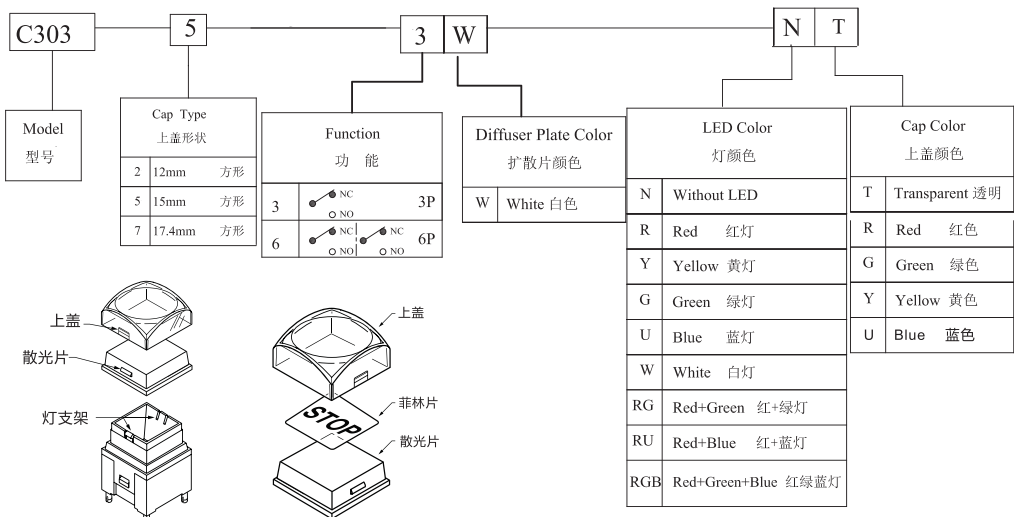 C303
5
3 W
N T
Model
型号
Cap Type
上盖形状
2 12mm 方形
5 15mm 方形
7 17.4mm 方形
Function
功 能
3 NC NO 3P
6 NC NO NC NO 6P
Diffuser Plate Color
扩散片颜色
W White 白色
LED Color
灯颜色
N Without LED
R Red 红灯
Y Yellow 黄灯
G Green 绿灯
U Blue 蓝灯
W White 白灯
RG Red+Green 红+绿灯
RU Red+Blue 红+蓝灯
RGB Red+Green+Blue 红绿蓝灯
Cap Color
上盖颜色
T Transparent 透明
R Red 红色
G Green 绿色
Y Yellow 黄色
U Blue 蓝色
上盖
散光片
灯支架
上盖
菲林片
STOP
散光片